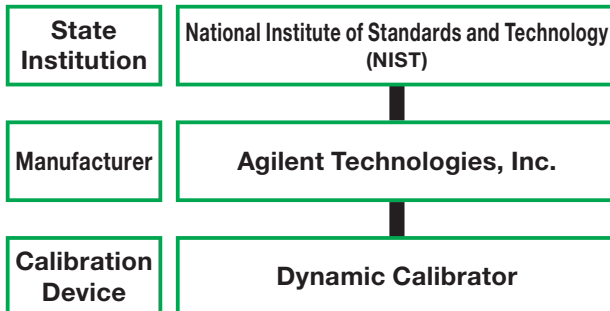 State
Institution
National Institute of Standards and Technology
(NIST)
Manufacturer
Agilent Technologies, Inc.
Calibration
Device
Dynamic Calibrator